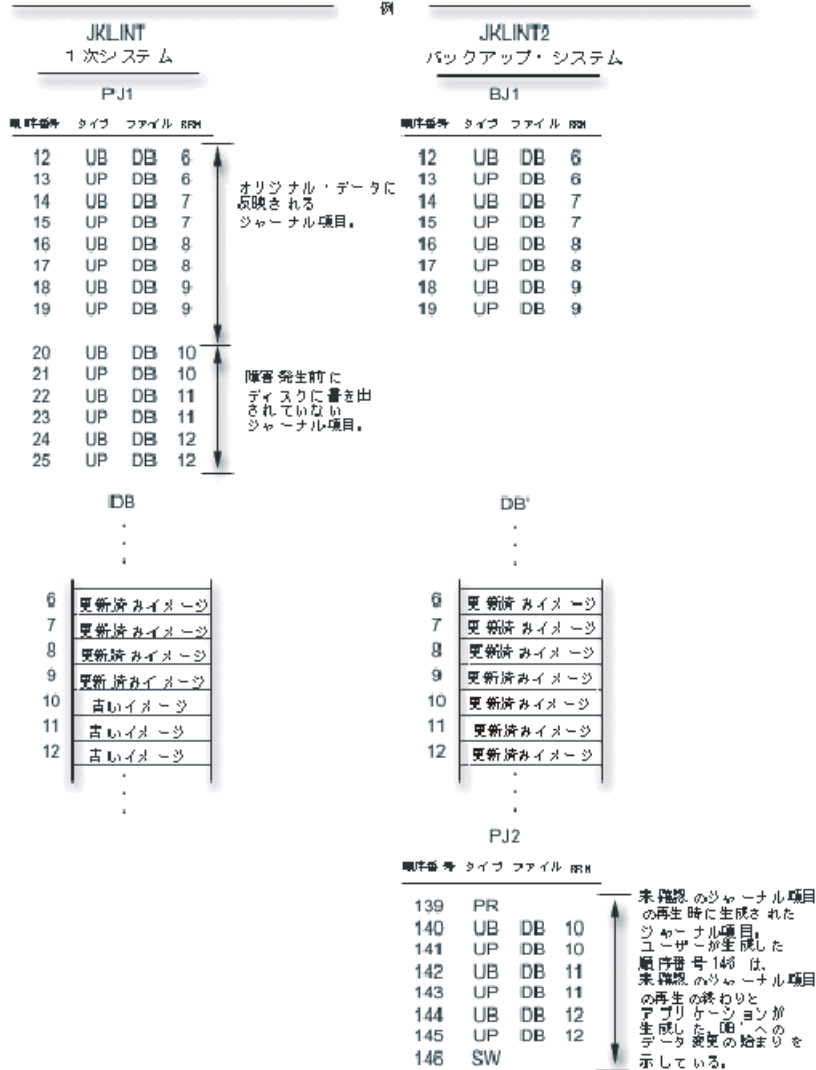 例
JKLINT
1 次システム
JKLINT2
バックアップ・システム
PJ1
順序番号 タイプ ファイル RRN
12 UB DB 6
13 UP DB 6
14 UB DB 7
15 UP DB 7
16 UB DB 8
17 UP DB 8
18 UB DB 9
19 UP DB 9
オリジナル・データに
反映される
ジャーナル項目。
20 UB DB 10
21 UP DB 10
22 UB DB 11
23 UP DB 11
24 UB DB 12
25 UP DB 12
障害発生前に
ディスクに書き出
されていない
ジャーナル項目。
BJ1
順序番号 タイプ ファイル RRN
12 UB DB 6
13 UP DB 6
14 UB DB 7
15 UP DB 7
16 UB DB 8
17 UP DB 8
18 UB DB 9
19 UP DB 9
DB
6 更新済みイメージ
7 更新済みイメージ
8 更新済みイメージ
9 更新済みイメージ
10 古いイメージ
11 古いイメージ
12 古いイメージ
DB'
6 更新済みイメージ
7 更新済みイメージ
8 更新済みイメージ
9 更新済みイメージ
10 更新済みイメージ
11 更新済みイメージ
12 更新済みイメージ
PJ2
順序番号 タイプ ファイル RRN
139 PR
140 UB DB 10
141 UP DB 10
142 UB DB 11
143 UP DB 11
144 UB DB 12
145 UP DB 12
146 SW
未確認のジャーナル項目
の再生時に生成された
ジャーナル項目。
ユーザーが生成した
順序番号 146 は、
未確認のジャーナル項目
の再生の終わりと
アプリケーションが
生成した、DB' への
データ変更の始まりを
示している。